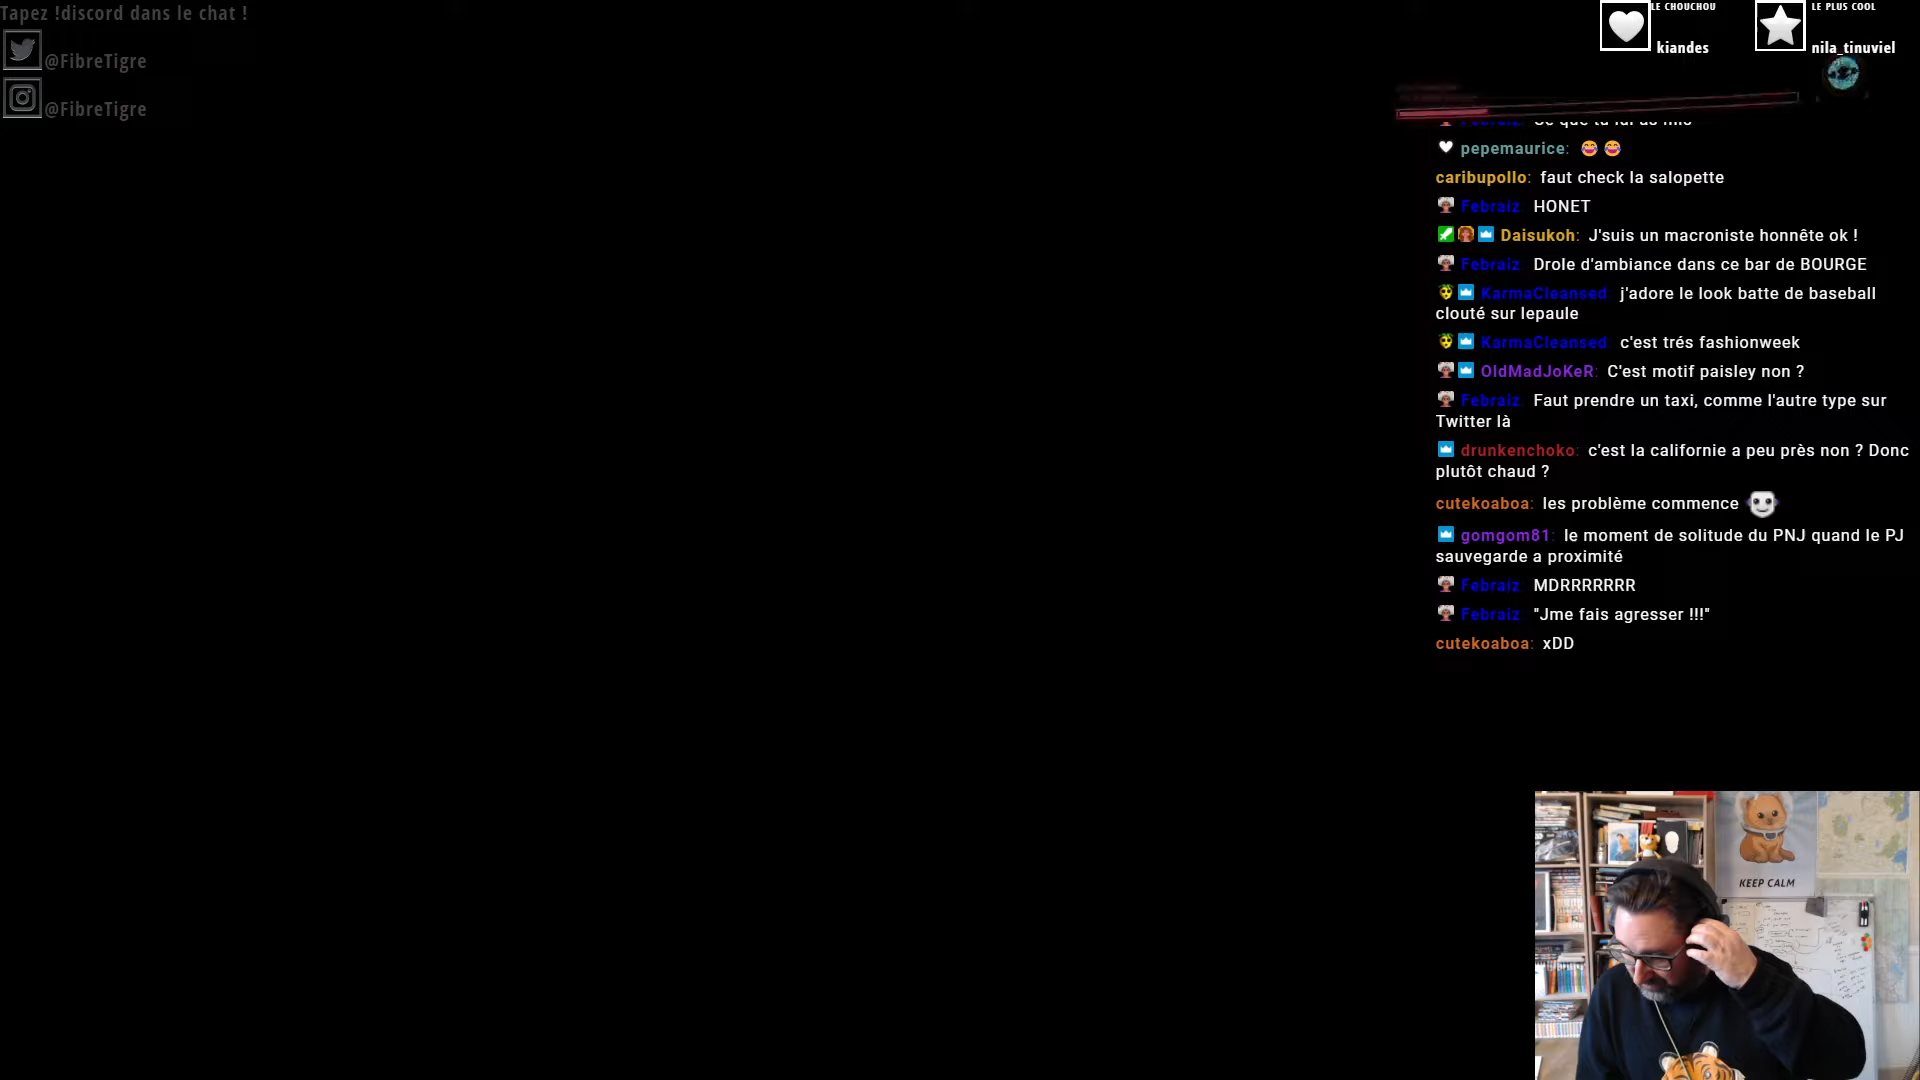 Tapez !discord dans le chat !
@FibreTigre
@FibreTigre
LE CHOUCHOU
kiandes
LE PLUS COOL
nila_tinuviel
pepemaurice: 😂 😂
caribupollo: faut check la salopette
Febraiz: HONET
Daisukoh: J'suis un macroniste honnête ok !
Febraiz: Drole d'ambiance dans ce bar de BOURGE
KarmaCleansed: j'adore le look batte de baseball
clouté sur lepaule
KarmaCleansed: c'est trés fashionweek
OldMadJoKeR: C'est motif paisley non ?
Febraiz: Faut prendre un taxi, comme l'autre type sur
Twitter là
drunkenchoko: c'est la californie a peu près non ? Donc
plutôt chaud ?
cutekoaboa: les problème commence
gomgom81: le moment de solitude du PNJ quand le PJ
sauvegarde a proximité
Febraiz: MDRRRRRRR
Febraiz: "Jme fais agresser !!!"
cutekoaboa: xDD
KEEP CALM